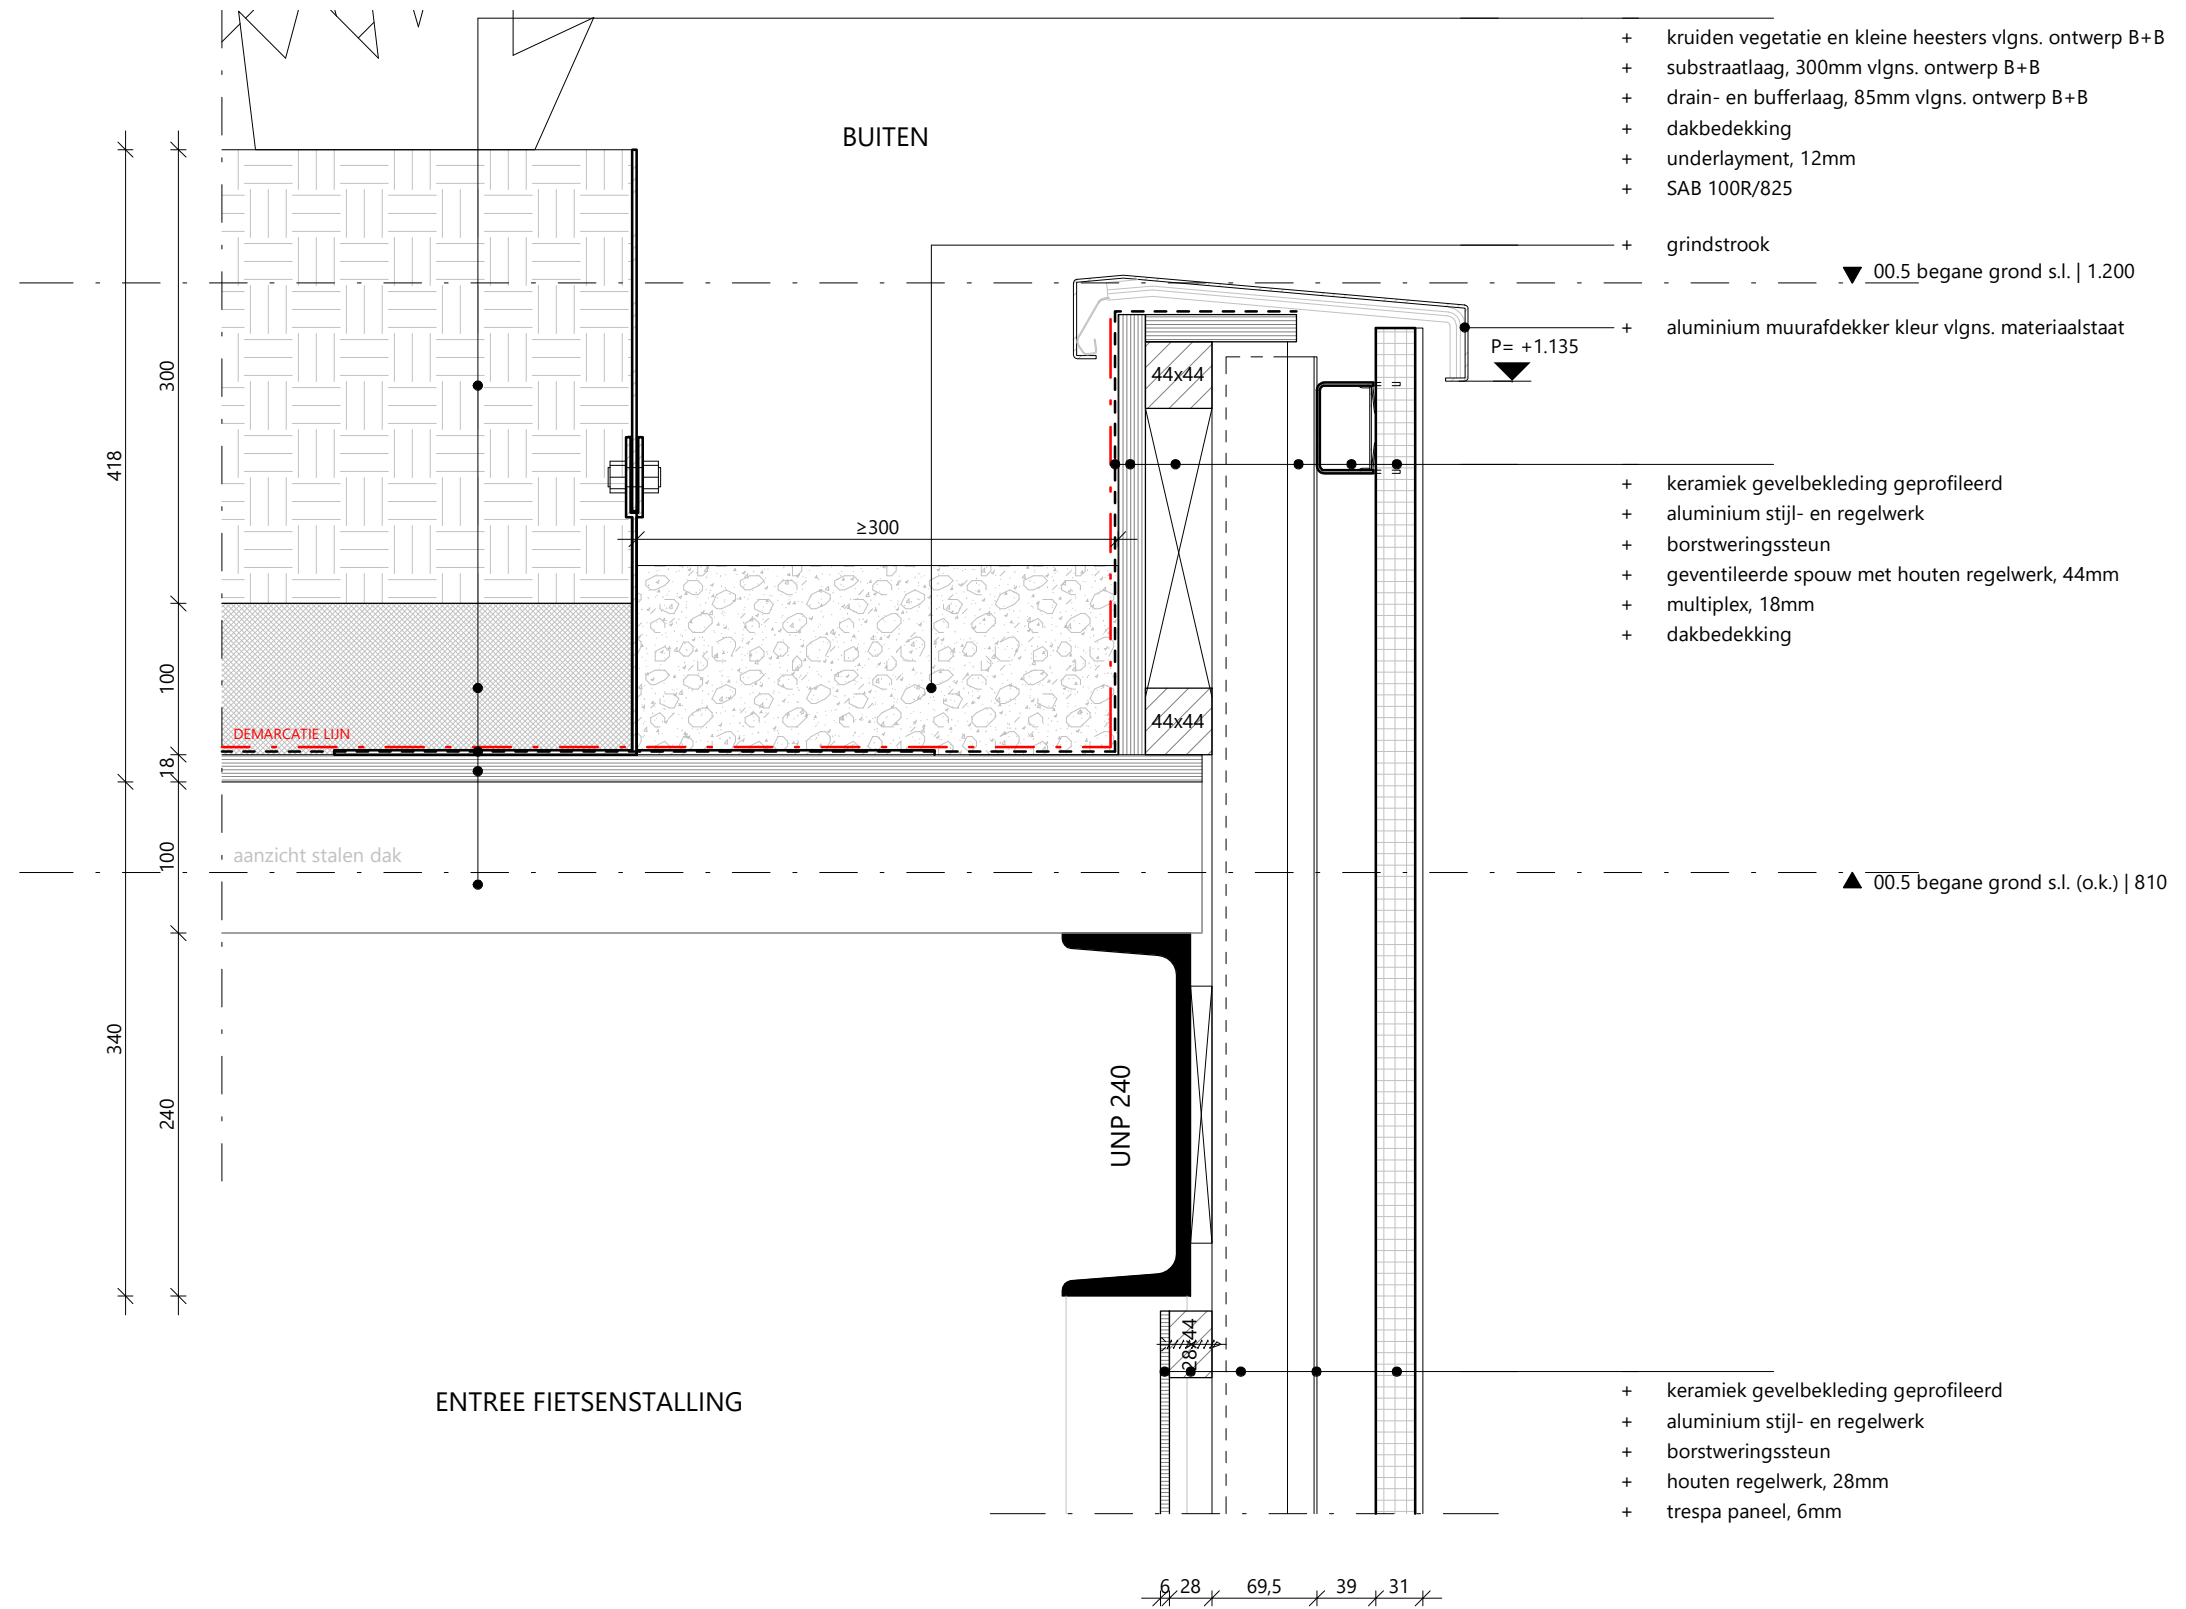 kruiden vegetatie en kleine heesters vlgns. ontwerp B+B
substraatlaag, 300mm vlgns. ontwerp B+B
drain- en bufferlaag, 85mm vlgns. ontwerp B+B
dakbedekking
underlayment, 12mm
SAB 100R/825
BUITEN
grindstrook
00.5 begane grond s.l. | 1.200
aluminium muurafdekker kleur vlgns. materiaalstaat
P= +1.135
44x44
300
418
≥300
keramiek gevelbekleding geprofileerd
aluminium stijl- en regelwerk
borstweringssteun
geventileerde spouw met houten regelwerk, 44mm
multiplex, 18mm
dakbedekking
100
44x44
DEMARCATIE LIJN
18
100
aanzicht stalen dak
00.5 begane grond s.l. (o.k.) | 810
340
240
UNP 240
28x44
ENTREE FIETSENSTALLING
keramiek gevelbekleding geprofileerd
aluminium stijl- en regelwerk
borstweringssteun
houten regelwerk, 28mm
trespa paneel, 6mm
6 28 69,5 39 31